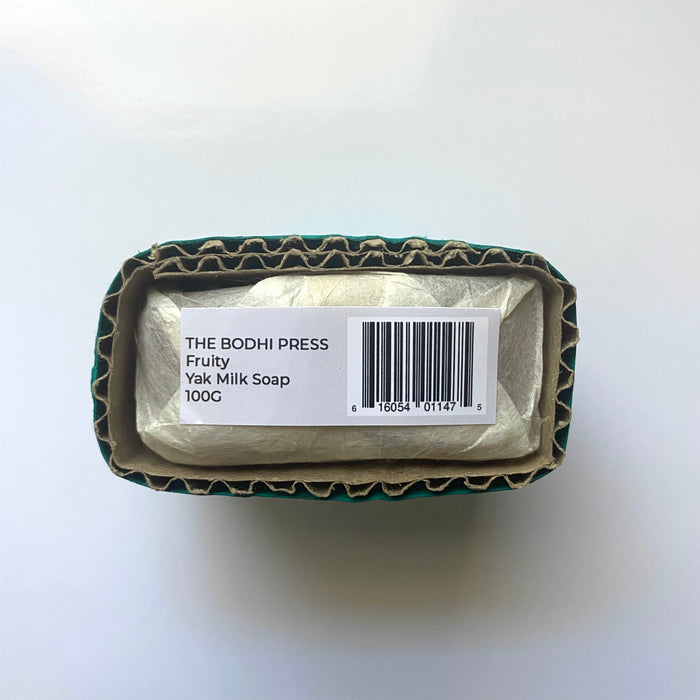 THE BODHI PRESS
Fruity
Yak Milk Soap
100G
6 16054 01147 5